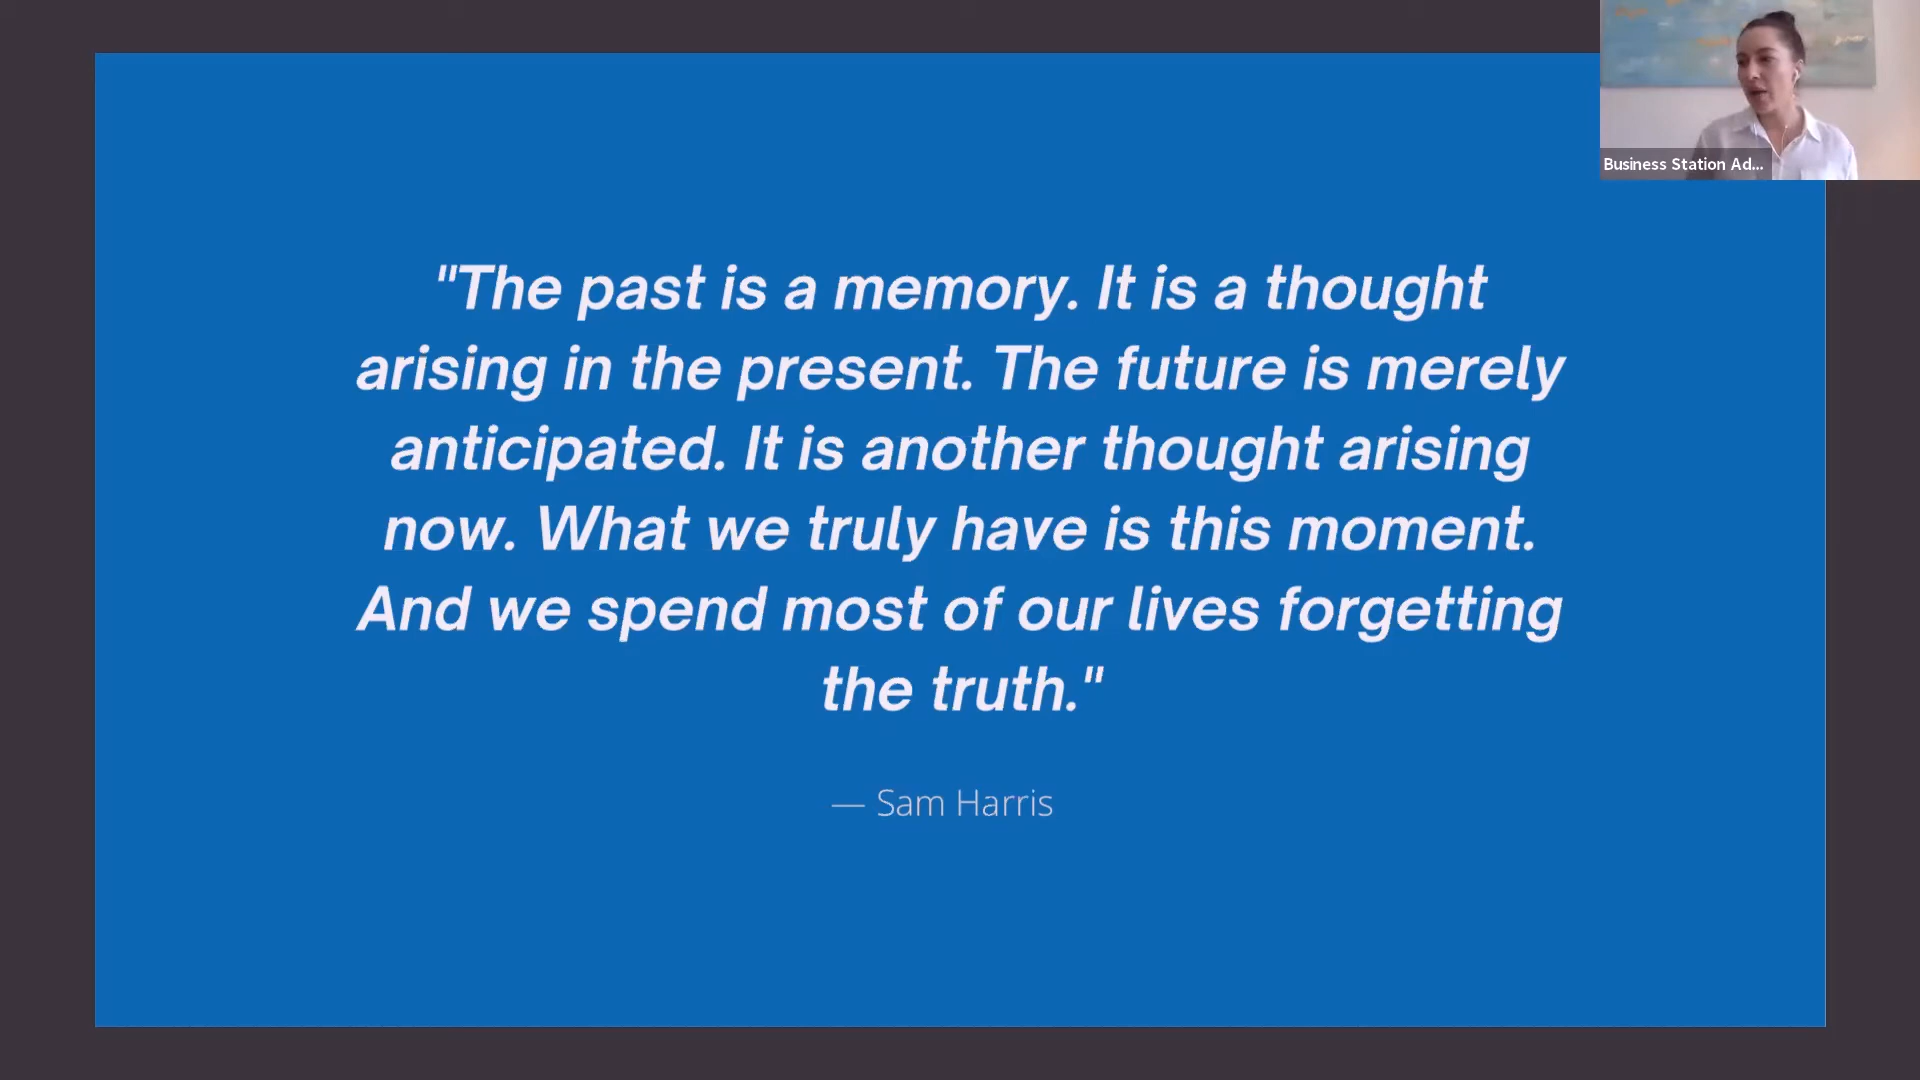 Business Station Ad...
"The past is a memory. It is a thought
arising in the present. The future is merely
anticipated. It is another thought arising
now. What we truly have is this moment.
And we spend most of our lives forgetting
the truth."
— Sam Harris